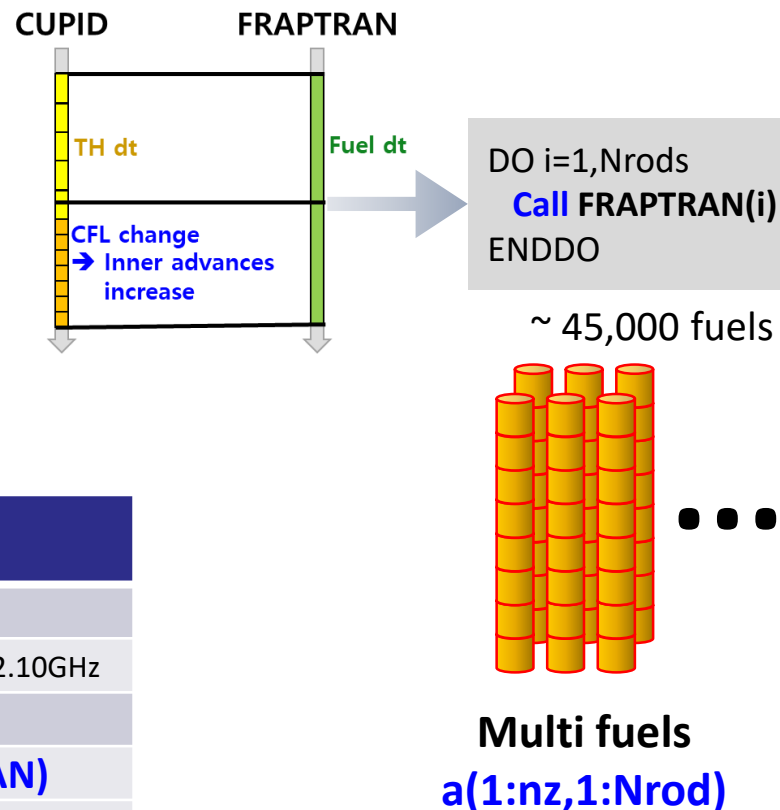 CUPID
FRAPTRAN
TH dt
Fuel dt
CFL change
➔ Inner advances
increase
DO i=1,Nrods
Call FRAPTRAN(i)
ENDDO
~ 45,000 fuels
2.10GHz
AN)
Multi fuels
a(1:nz,1:Nrod)